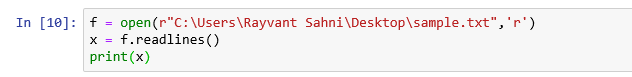 In [10]: f = open(r"C:\Users\Rayvant Sahni\Desktop\sample.txt",'r')
x = f.readlines()
print(x)